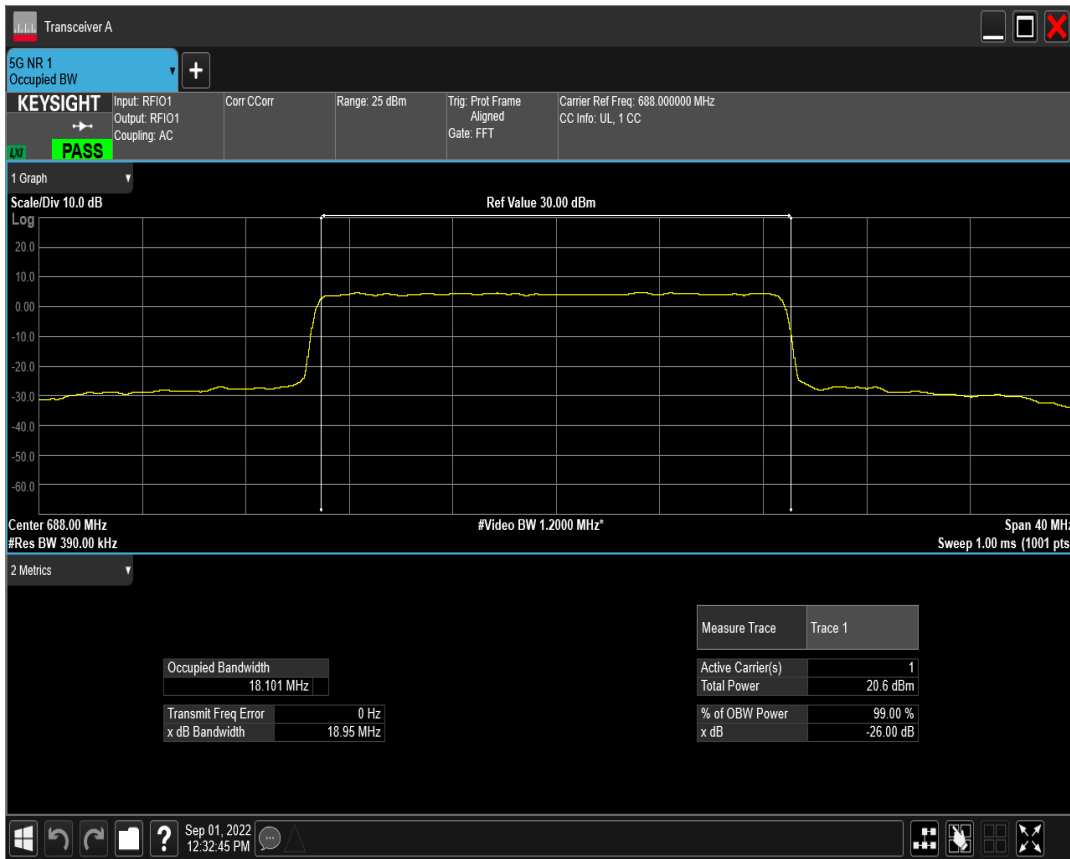 Transceiver A
5G NR 1
Occupied BW
KEYSIGHT
LXI
PASS
Input: RFIO1
Output: RFIO1
Coupling: AC
Corr CCorr
Range: 25 dBm
Trig: Prot Frame
Aligned
Gate: FFT
Carrier Ref Freq: 688.000000 MHz
CC Info: UL, 1 CC
1 Graph
Scale/Div 10.0 dB
Ref Value 30.00 dBm
Log
20.0
10.0
0.00
-10.0
-20.0
-30.0
-40.0
-50.0
-60.0
Center 688.00 MHz
#Video BW 1.2000 MHz*
Span 40 MHz
#Res BW 390.00 kHz
Sweep 1.00 ms (1001 pts
2 Metrics
Measure Trace Trace 1
Occupied Bandwidth
18.101 MHz
Active Carrier(s) 1
Total Power 20.6 dBm
Transmit Freq Error 0 Hz
x dB Bandwidth 18.95 MHz
% of OBW Power 99.00 %
x dB -26.00 dB
Sep 01, 2022
12:32:45 PM